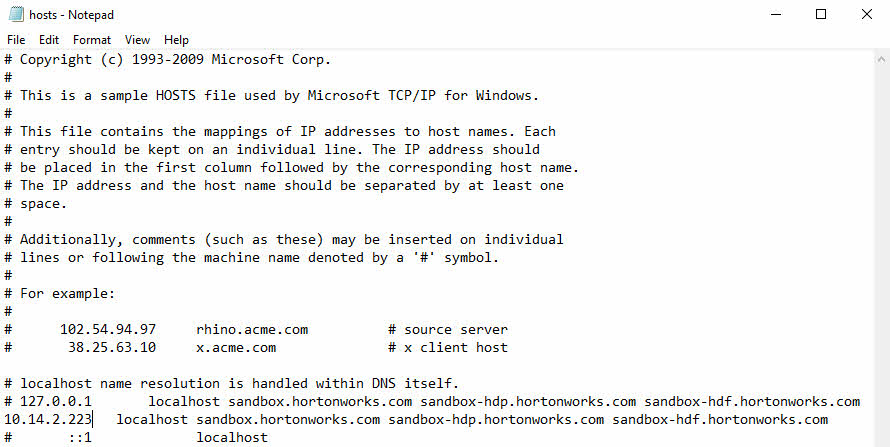 hosts - Notepad
File Edit Format View Help
# Copyright (c) 1993-2009 Microsoft Corp.
#
# This is a sample HOSTS file used by Microsoft TCP/IP for Windows.
#
# This file contains the mappings of IP addresses to host names. Each
# entry should be kept on an individual line. The IP address should
# be placed in the first column followed by the corresponding host name.
# The IP address and the host name should be separated by at least one
# space.
#
# Additionally, comments (such as these) may be inserted on individual
# lines or following the machine name denoted by a '#' symbol.
#
# For example:
#
#      102.54.94.97     rhino.acme.com          # source server
#       38.25.63.10     x.acme.com              # x client host

# localhost name resolution is handled within DNS itself.
# 127.0.0.1       localhost sandbox.hortonworks.com sandbox-hdp.hortonworks.com sandbox-hdf.hortonworks.com
10.14.2.223   localhost sandbox.hortonworks.com sandbox-hdp.hortonworks.com sandbox-hdf.hortonworks.com
#       ::1             localhost